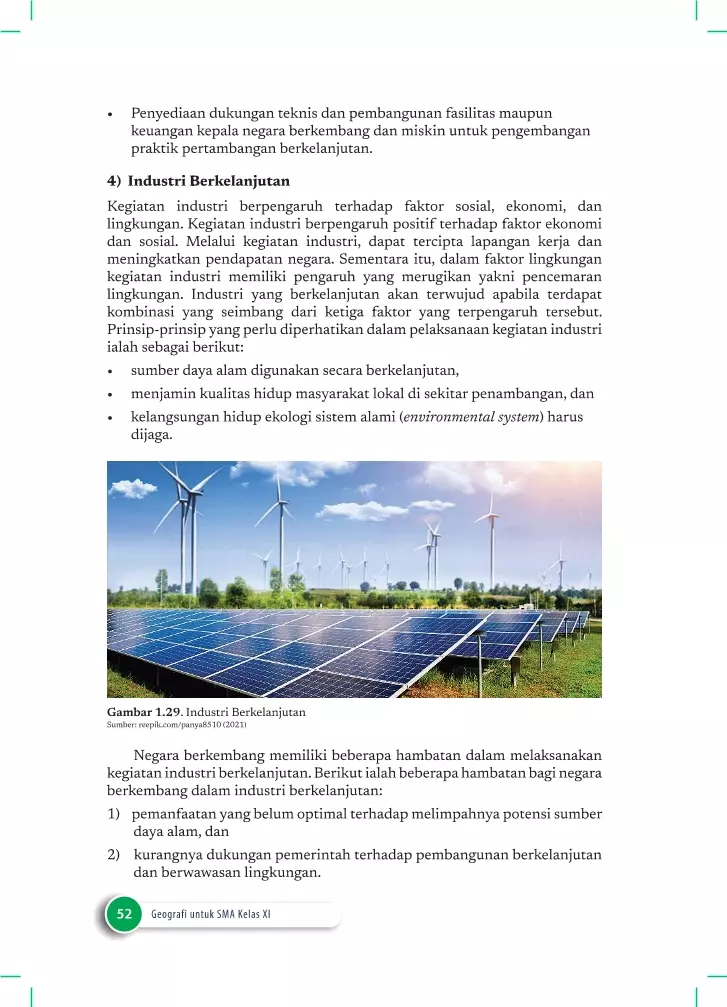 • Penyediaan dukungan teknis dan pembangunan fasilitas maupun
keuangan kepala negara berkembang dan miskin untuk pengembangan
praktik pertambangan berkelanjutan.
4) Industri Berkelanjutan
Kegiatan industri berpengaruh terhadap faktor sosial, ekonomi, dan
lingkungan. Kegiatan industri berpengaruh positif terhadap faktor ekonomi
dan sosial. Melalui kegiatan industri, dapat tercipta lapangan kerja dan
meningkatkan pendapatan negara. Sementara itu, dalam faktor lingkungan
kegiatan industri memiliki pengaruh yang merugikan yakni pencemaran
lingkungan. Industri yang berkelanjutan akan terwujud apabila terdapat
kombinasi yang seimbang dari ketiga faktor yang terpengaruh tersebut.
Prinsip-prinsip yang perlu diperhatikan dalam pelaksanaan kegiatan industri
ialah sebagai berikut:
• sumber daya alam digunakan secara berkelanjutan,
• menjamin kualitas hidup masyarakat lokal di sekitar penambangan, dan
• kelangsungan hidup ekologi sistem alami (environmental system) harus
dijaga.
Gambar 1.29. Industri Berkelanjutan
Sumber: reepik.com/panya8510 (2021)
Negara berkembang memiliki beberapa hambatan dalam melaksanakan
kegiatan industri berkelanjutan. Berikut ialah beberapa hambatan bagi negara
berkembang dalam industri berkelanjutan:
1) pemanfaatan yang belum optimal terhadap melimpahnya potensi sumber
daya alam, dan
2) kurangnya dukungan pemerintah terhadap pembangunan berkelanjutan
dan berwawasan lingkungan.
52 Geografi untuk SMA Kelas XI